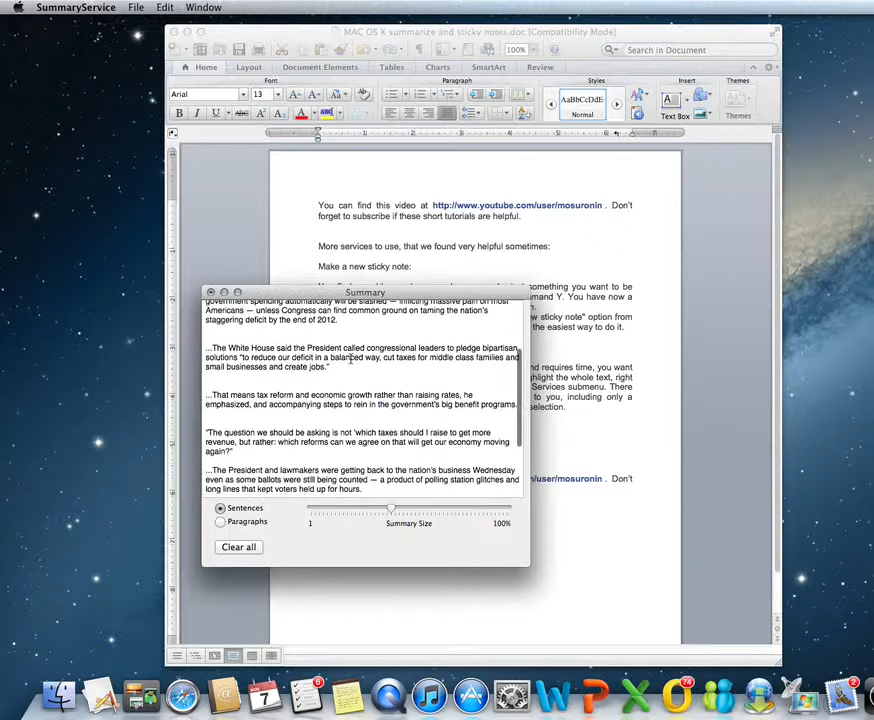 SummaryService File Edit Window
MAC OS X summarize and sticky notes.doc [Compatibility Mode]
100%
Search in Document
Home Layout Document Elements Tables Charts SmartArt Review
Font Paragraph Styles Insert Themes
Arial 13
AaBbCcDdE
Normal
Text Box
Themes
B I U ABC A² A₂ A ABC
You can find this video at http://www.youtube.com/user/mosuronin . Don't
forget to subscribe if these short tutorials are helpful.
More services to use, that we found very helpful sometimes:
Make a new sticky note:
something you want to be
mand Y. You have now a
w sticky note" option from
the easiest way to do it.
nd requires time, you want
ghlight the whole text, right
Services submenu. There
to you, including only a
selection.
m/user/mosuronin . Don't
Summary
government spending automatically will be slashed — inflicting massive pain on most
Americans — unless Congress can find common ground on taming the nation's
staggering deficit by the end of 2012.
...The White House said the President called congressional leaders to pledge bipartisan
solutions "to reduce our deficit in a balanced way, cut taxes for middle class families and
small businesses and create jobs."
...That means tax reform and economic growth rather than raising rates, he
emphasized, and accompanying steps to rein in the government's big benefit programs.
"The question we should be asking is not 'which taxes should I raise to get more
revenue, but rather: which reforms can we agree on that will get our economy moving
again?"
...The President and lawmakers were getting back to the nation's business Wednesday
even as some ballots were still being counted — a product of polling station glitches and
long lines that kept voters held up for hours.
Sentences
Paragraphs
1 Summary Size 100%
Clear all
7
6
74
2